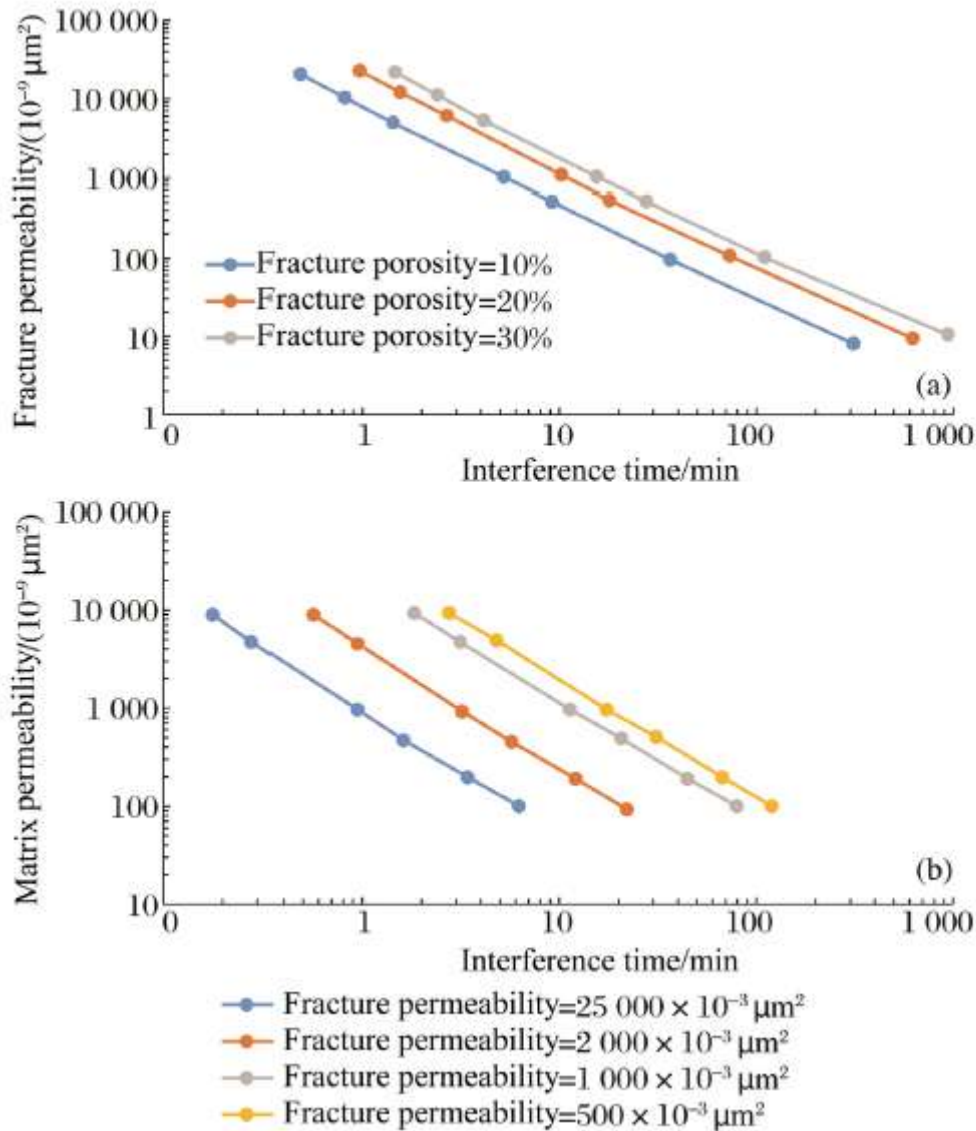 Fracture permeability/(10⁻⁹ μm²)
100 000
10 000
1 000
100
10
1
Fracture porosity=10%
Fracture porosity=20%
Fracture porosity=30%
(a)
0 1 10 100 1 000
Interference time/min
Matrix permeability/(10⁻⁹ μm²)
100 000
10 000
1 000
100
10
(b)
0 1 10 100 1 000
Interference time/min
Fracture permeability=25 000 × 10⁻³ μm²
Fracture permeability=2 000 × 10⁻³ μm²
Fracture permeability=1 000 × 10⁻³ μm²
Fracture permeability=500 × 10⁻³ μm²